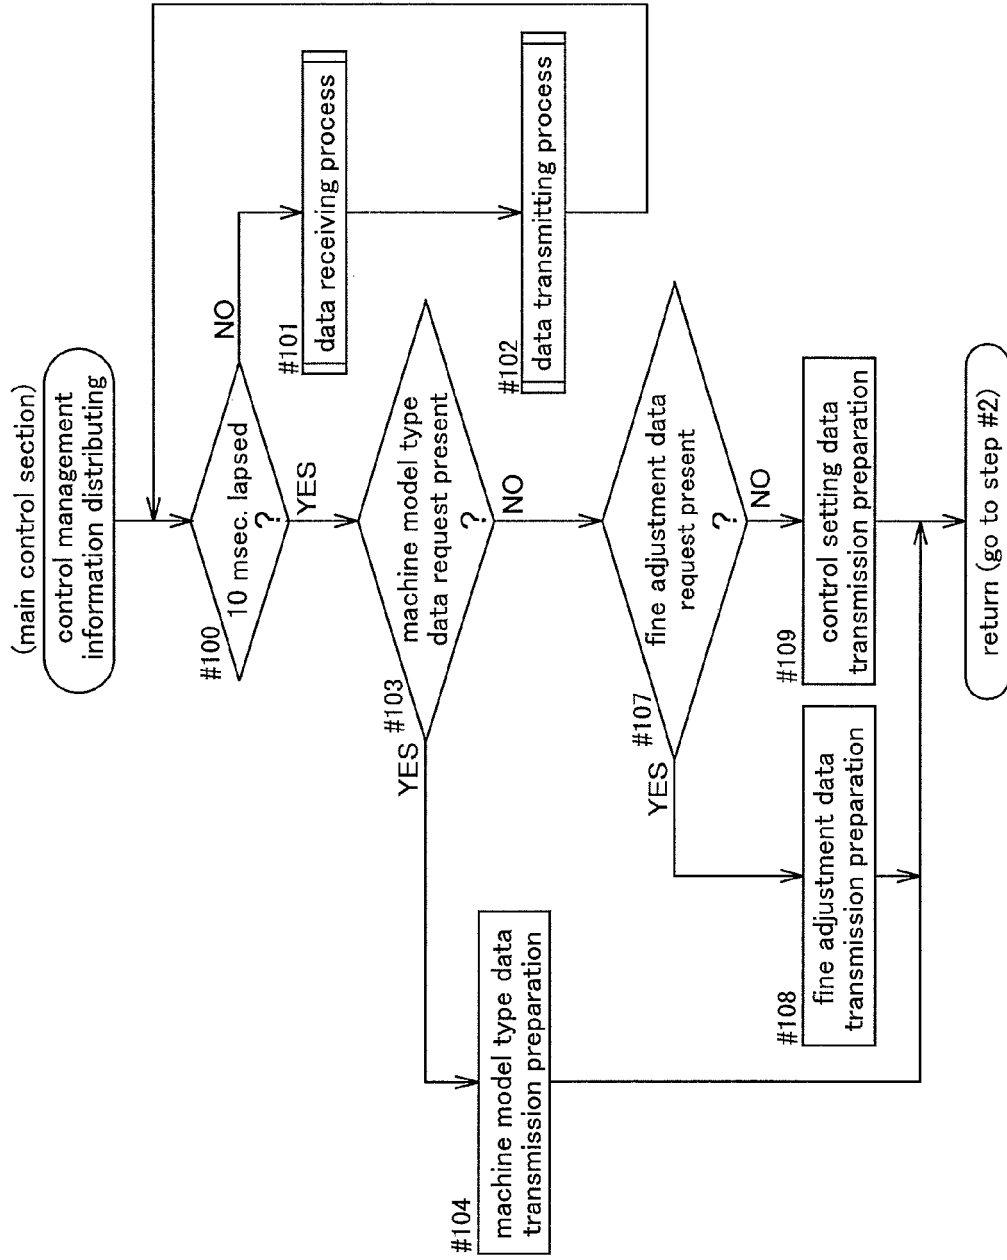 (main control section)
control management
information distributing
#100
10 msec. lapsed
?
NO
YES
#101
data receiving process
#102
data transmitting process
#103
machine model type
data request present
?
YES
NO
#104
machine model type data
transmission preparation
#107
fine adjustment data
request present
?
YES
NO
#108
fine adjustment data
transmission preparation
#109
control setting data
transmission preparation
return (go to step #2)